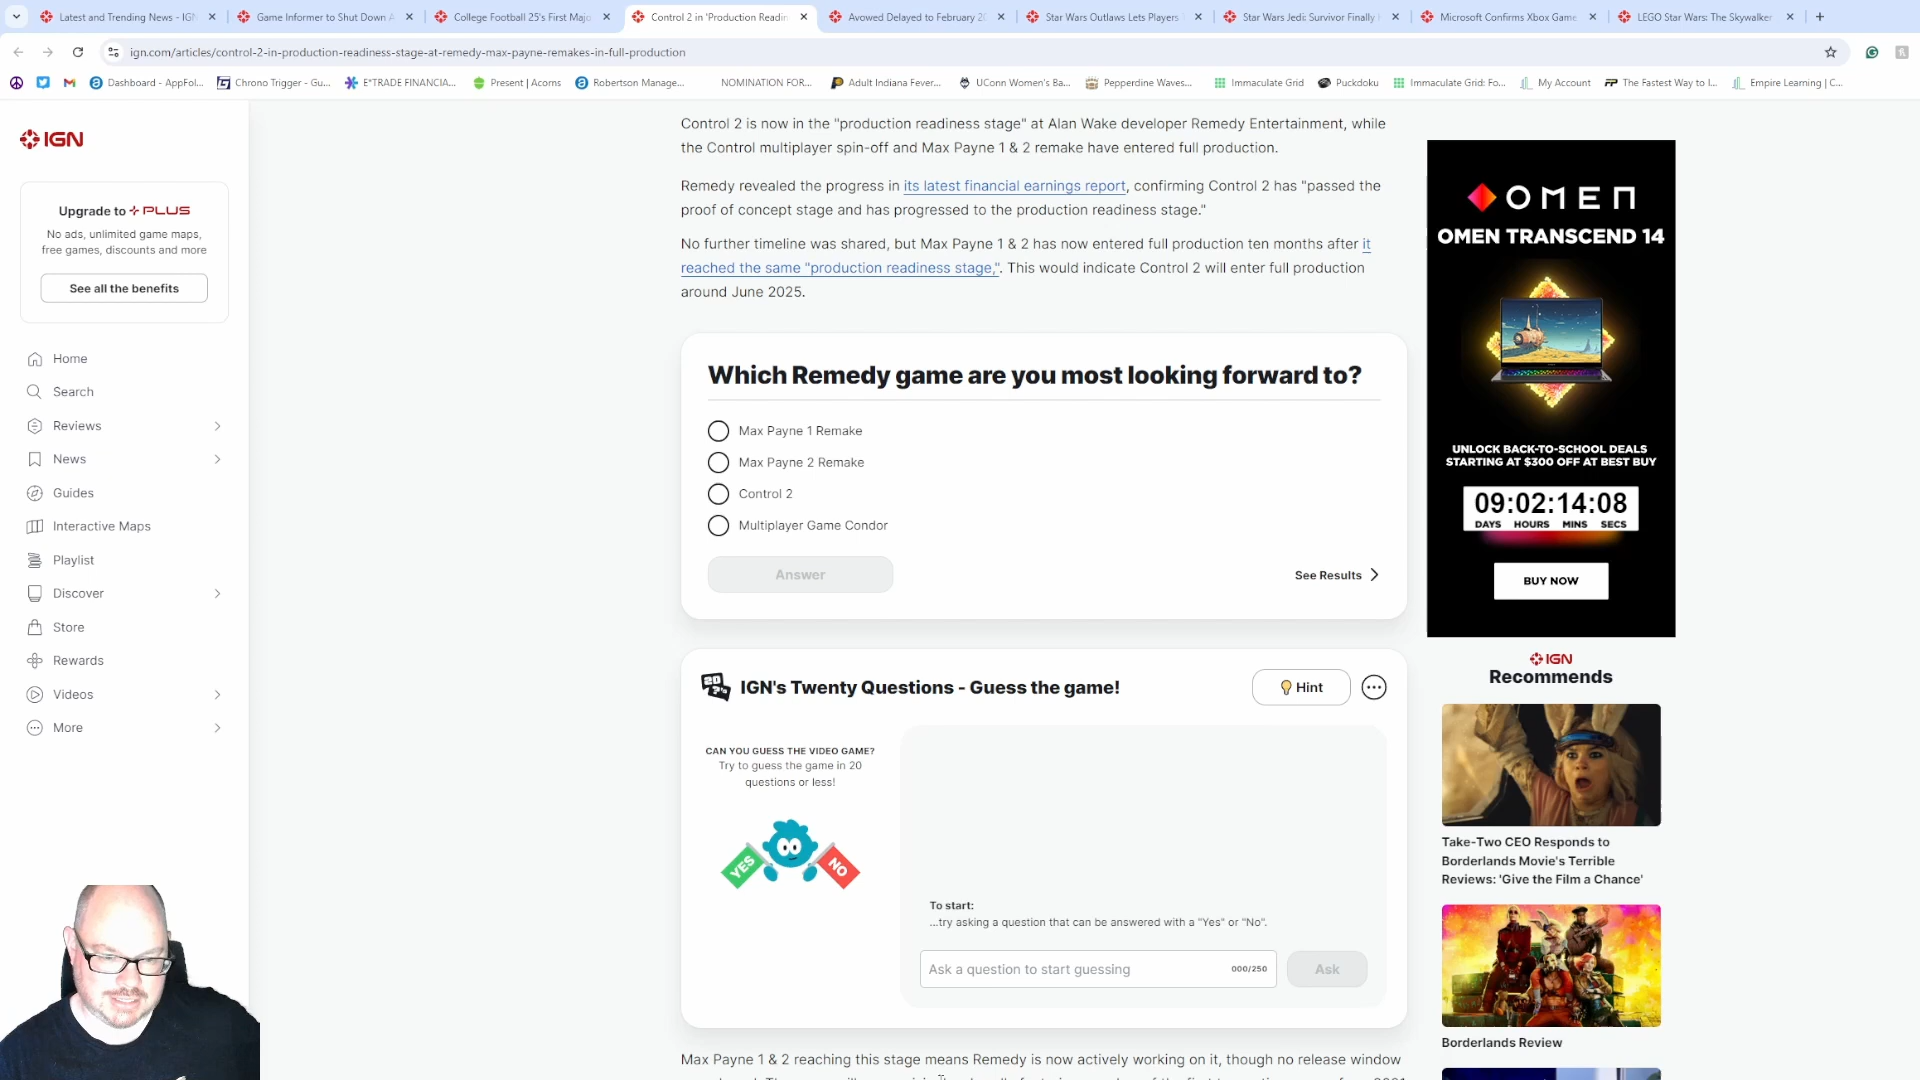 Latest and Trending News - IGN
Game Informer to Shut Down A
College Football 25's First Majo
Control 2 in 'Production Readin
Avowed Delayed to February 20
Star Wars Outlaws Lets Players
Star Wars Jedi: Survivor Finally
Microsoft Confirms Xbox Game
LEGO Star Wars: The Skywalker
ign.com/articles/control-2-in-production-readiness-stage-at-remedy-max-payne-remakes-in-full-production
Dashboard - AppFol...
Chrono Trigger - Gu...
E*TRADE FINANCIA...
Present | Acorns
Robertson Manage...
NOMINATION FOR...
Adult Indiana Fever...
UConn Women's Ba...
Pepperdine Waves...
Immaculate Grid
Puckdoku
Immaculate Grid: Fo...
My Account
The Fastest Way to l...
Empire Learning | C...
IGN
Upgrade to PLUS
No ads, unlimited game maps,
free games, discounts and more
See all the benefits
Home
Search
Reviews
News
Guides
Interactive Maps
Playlist
Discover
Store
Rewards
Videos
More
Control 2 is now in the "production readiness stage" at Alan Wake developer Remedy Entertainment, while
the Control multiplayer spin-off and Max Payne 1 & 2 remake have entered full production.
Remedy revealed the progress in its latest financial earnings report, confirming Control 2 has "passed the
proof of concept stage and has progressed to the production readiness stage."
No further timeline was shared, but Max Payne 1 & 2 has now entered full production ten months after it
reached the same "production readiness stage,". This would indicate Control 2 will enter full production
around June 2025.
Which Remedy game are you most looking forward to?
Max Payne 1 Remake
Max Payne 2 Remake
Control 2
Multiplayer Game Condor
Answer
See Results
IGN's Twenty Questions - Guess the game!
Hint
CAN YOU GUESS THE VIDEO GAME?
Try to guess the game in 20
questions or less!
YES
NO
To start:
...try asking a question that can be answered with a "Yes" or "No".
Ask a question to start guessing
000/250
Ask
Max Payne 1 & 2 reaching this stage means Remedy is now actively working on it, though no release window
OMEN
OMEN TRANSCEND 14
UNLOCK BACK-TO-SCHOOL DEALS
STARTING AT $300 OFF AT BEST BUY
09:02:14:08
DAYS HOURS MINS SECS
BUY NOW
IGN
Recommends
Take-Two CEO Responds to
Borderlands Movie's Terrible
Reviews: 'Give the Film a Chance'
Borderlands Review